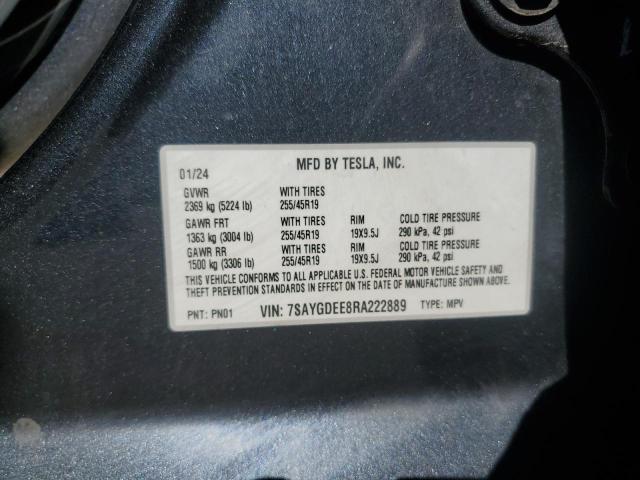 01/24 MFD BY TESLA, INC.
GVWR WITH TIRES
2369 kg (5224 lb) 255/45R19
GAWR FRT WITH TIRES RIM COLD TIRE PRESSURE
1363 kg (3004 lb) 255/45R19 19X9.5J 290 kPa, 42 psi
GAWR RR WITH TIRES RIM COLD TIRE PRESSURE
1500 kg (3306 lb) 255/45R19 19X9.5J 290 kPa, 42 psi
THIS VEHICLE CONFORMS TO ALL APPLICABLE U.S. FEDERAL MOTOR VEHICLE SAFETY AND
THEFT PREVENTION STANDARDS IN EFFECT ON THE DATE OF MANUFACTURE SHOWN ABOVE.
PNT: PN01 VIN: 7SAYGDEE8RA222889 TYPE: MPV